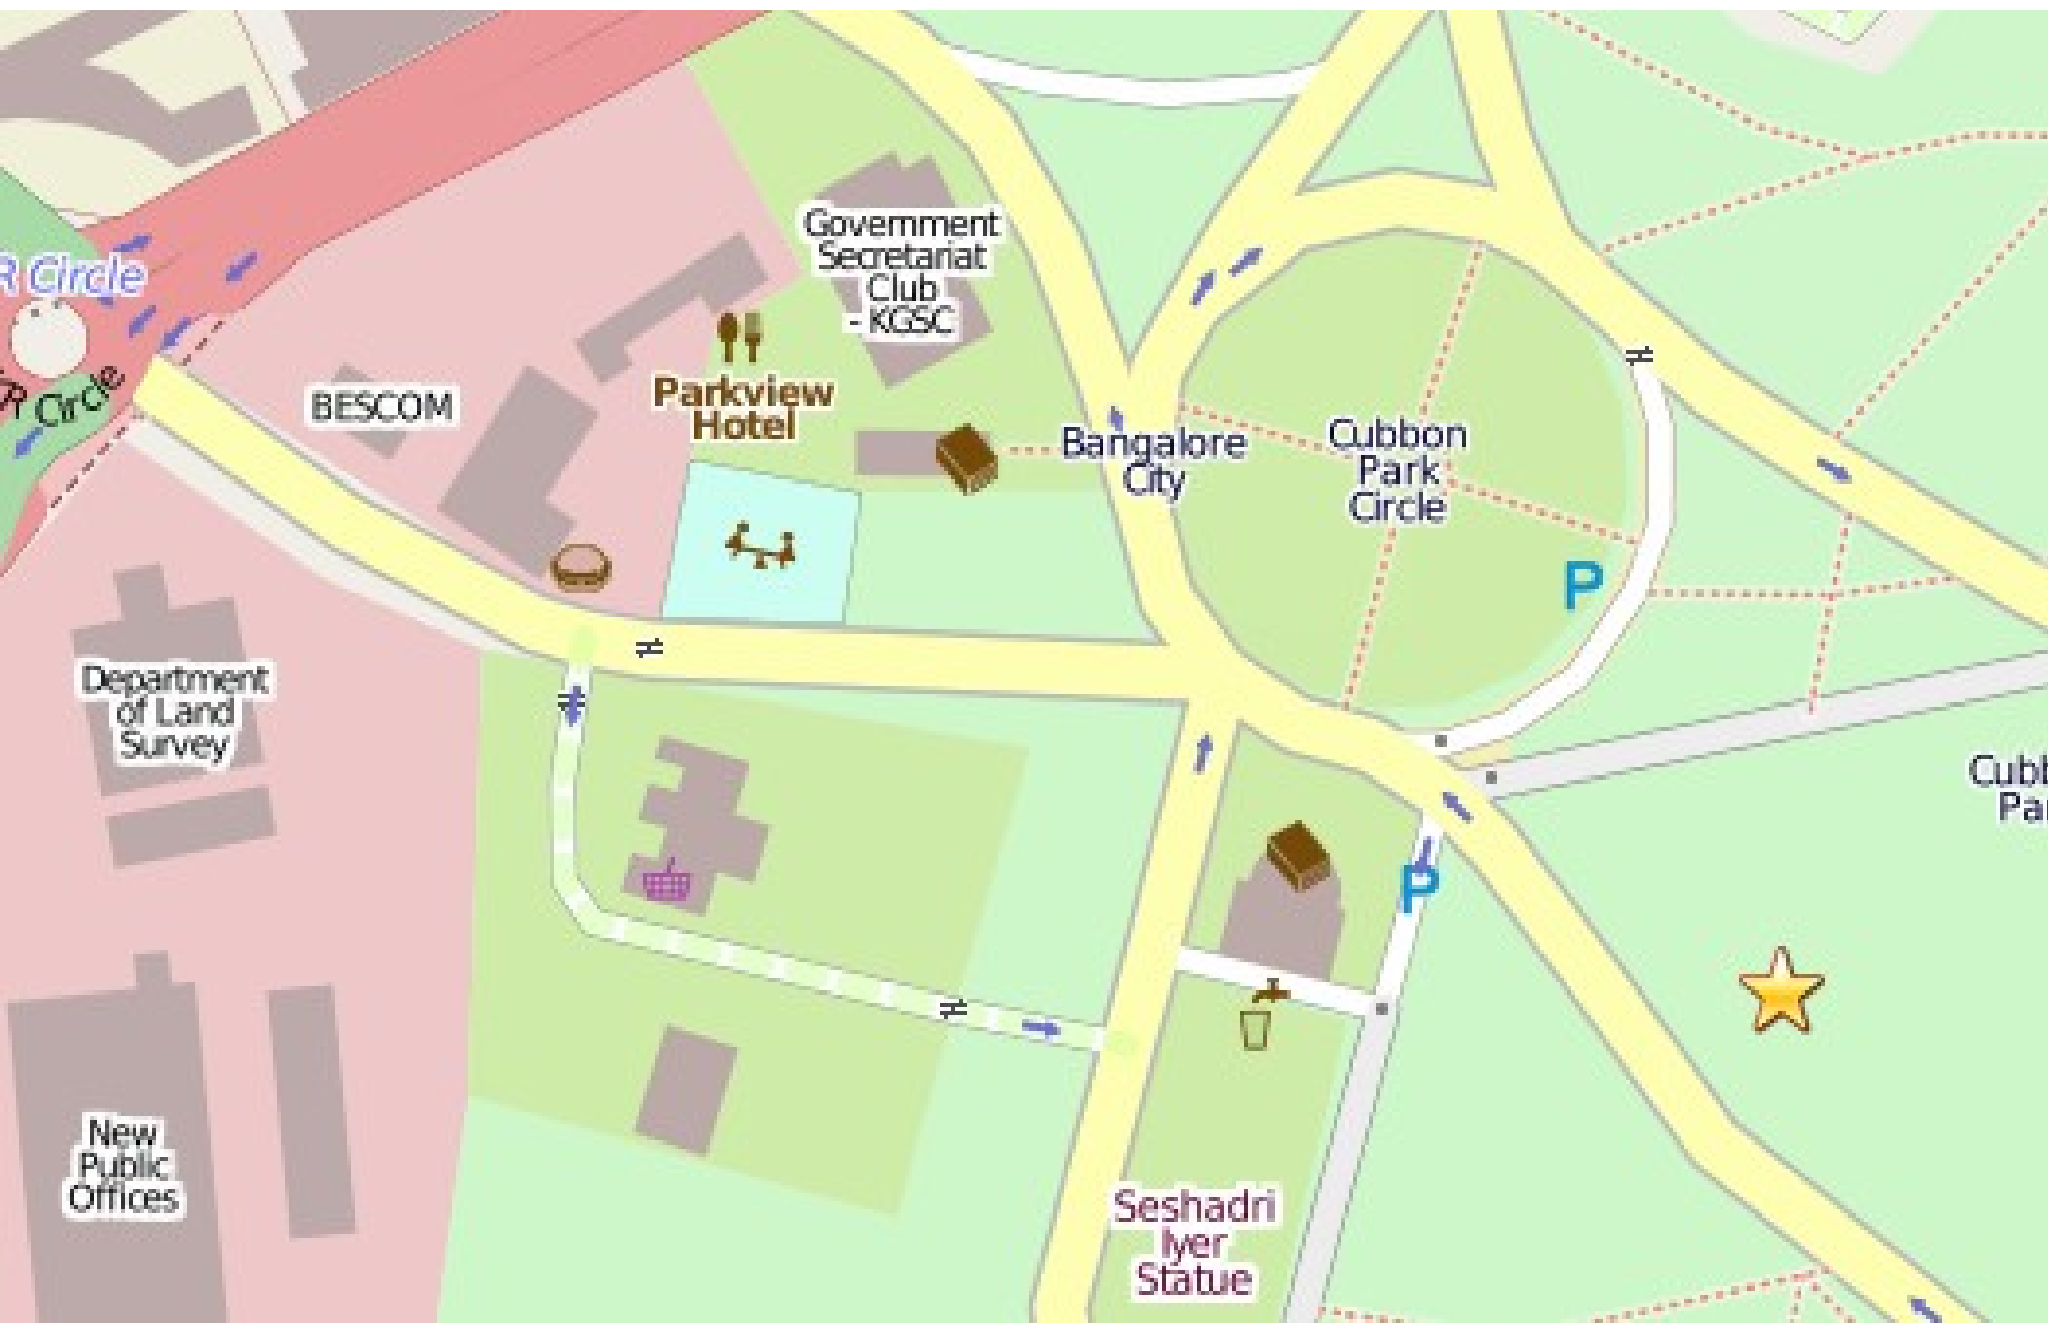 Government
Secretariat
Club
- KGSC
R Circle
R Circle
BESCOM
Parkview
Hotel
Bangalore
City
Cubbon
Park
Circle
P
Department
of Land
Survey
P
New
Public
Offices
Seshadri
Iyer
Statue